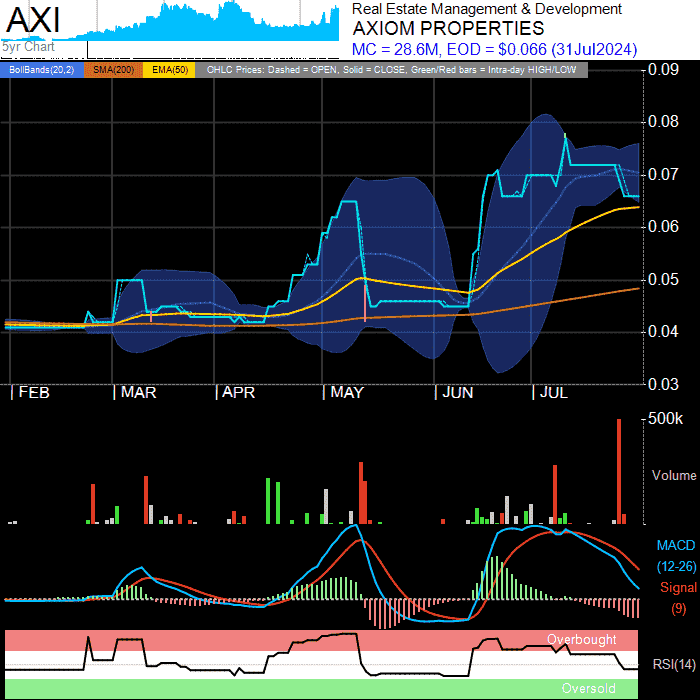 AXI
Real Estate Management & Development
AXIOM PROPERTIES
5yr Chart
MC = 28.6M, EOD = $0.066 (31Jul2024)
BollBands(20,2) SMA(200) EMA(50) OHLC Prices: Dashed = OPEN, Solid = CLOSE, Green/Red bars = Intra-day HIGH/LOW
0.09
0.08
0.07
0.06
0.05
0.04
0.03
FEB MAR APR MAY JUN JUL
500k
Volume
MACD
(12-26)
Signal
(9)
Overbought
RSI(14)
Oversold